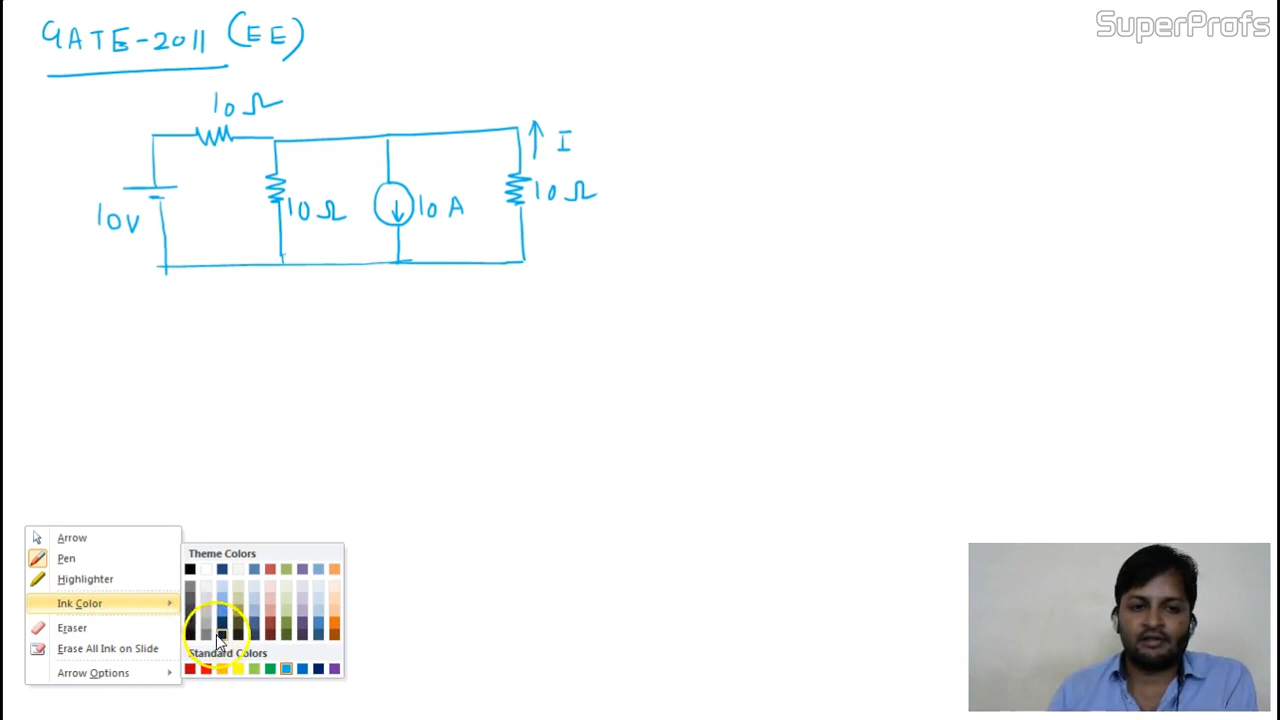 SuperProfs
GATE-2011 (EE)
10 Ω
I
10V
10 Ω
10 A
10 Ω
Arrow
Pen
Highlighter
Ink Color
Eraser
Erase All Ink on Slide
Arrow Options
Theme Colors
Standard Colors